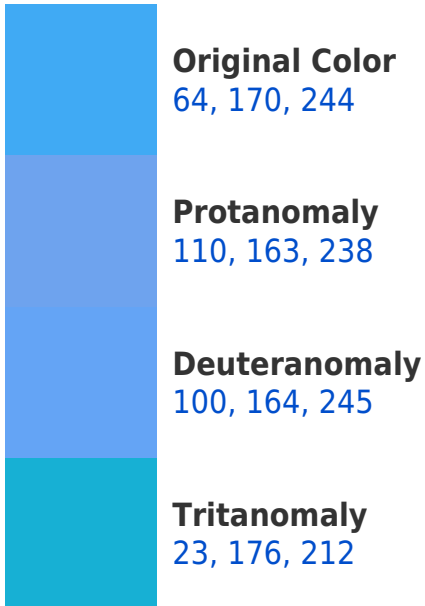 Original Color
64, 170, 244
Protanomaly
110, 163, 238
Deuteranomaly
100, 164, 245
Tritanomaly
23, 176, 212